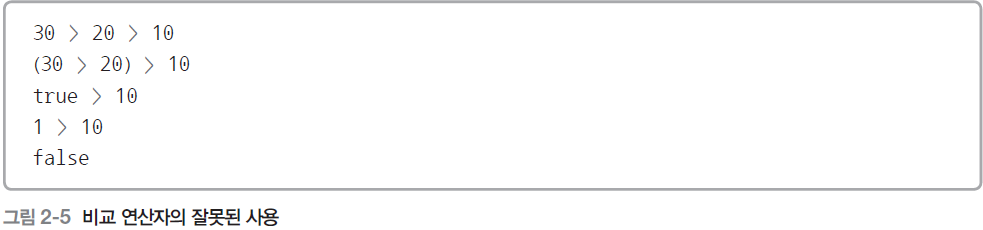 30 > 20 > 10
(30 > 20) > 10
true > 10
1 > 10
false
그림 2-5 비교 연산자의 잘못된 사용